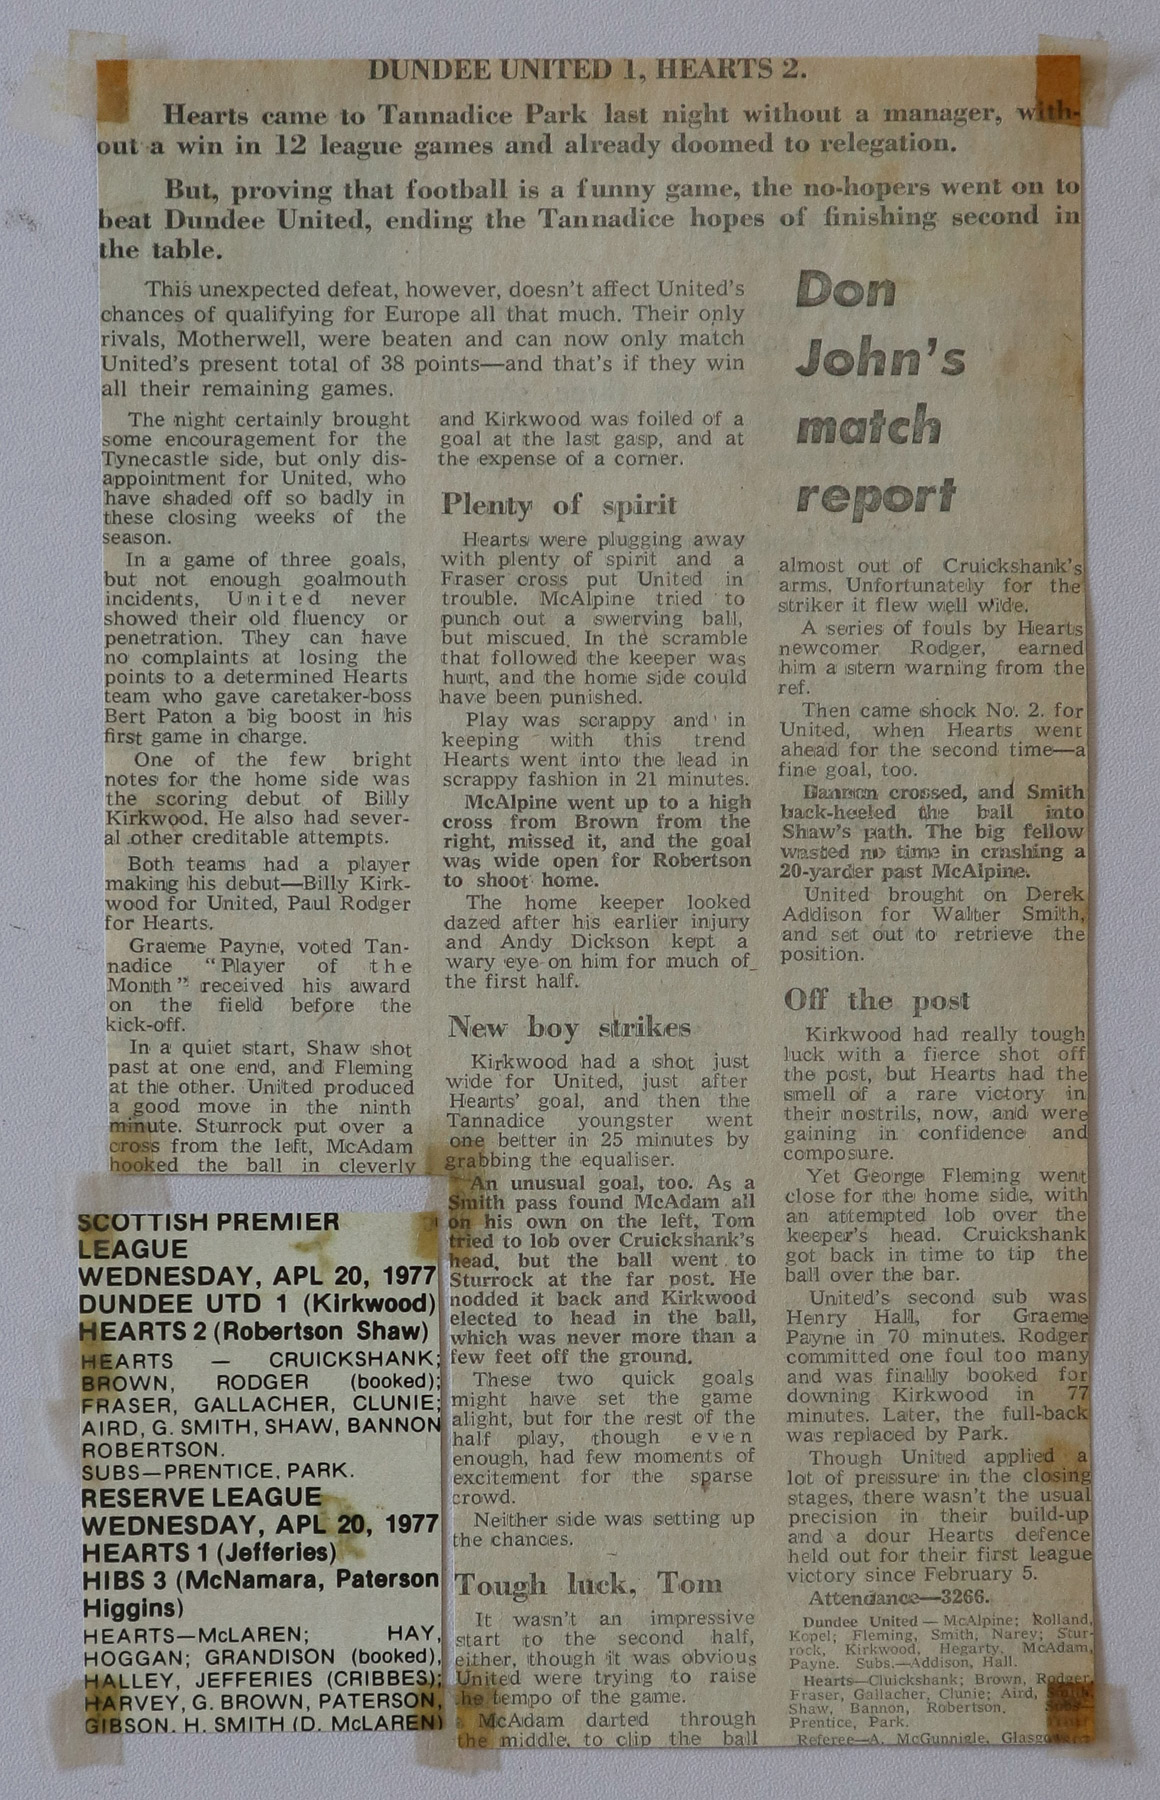 DUNDEE UNITED 1, HEARTS 2.
Hearts came to Tannadice Park last night without a manager, with-
out a win in 12 league games and already doomed to relegation.
But, proving that football is a funny game, the no-hopers went on to
beat Dundee United, ending the Tannadice hopes of finishing second in
the table.
This unexpected defeat, however, doesn't affect United's
chances of qualifying for Europe all that much. Their only
rivals, Motherwell, were beaten and can now only match
United's present total of 38 points—and that's if they win
all their remaining games.
Don
John's
match
report
The night certainly brought
some encouragement for the
Tynecastle side, but only dis-
appointment for United, who
have shaded off so badly in
these closing weeks of the
season.
In a game of three goals,
but not enough goalmouth
incidents, United never
showed their old fluency or
penetration. They can have
no complaints at losing the
points to a determined Hearts
team who gave caretaker-boss
Bert Paton a big boost in his
first game in charge.
One of the few bright
notes for the home side was
the scoring debut of Billy
Kirkwood. He also had sever-
al other creditable attempts.
Both teams had a player
making his debut—Billy Kirk-
wood for United, Paul Rodger
for Hearts.
Graeme Payne, voted Tan-
nadice "Player of the
Month" received his award
on the field before the
kick-off.
In a quiet start, Shaw shot
past at one end, and Fleming
at the other. United produced
a good move in the ninth
minute. Sturrock put over a
cross from the left, McAdam
hooked the ball in cleverly
and Kirkwood was foiled of a
goal at the last gasp, and at
the expense of a corner.
Plenty of spirit
Hearts were plugging away
with plenty of spirit and a
Fraser cross put United in
trouble. McAlpine tried to
punch out a swerving ball,
but miscued. In the scramble
that followed the keeper was
hurt, and the home side could
have been punished.
Play was scrappy and in
keeping with this trend
Hearts went into the lead in
scrappy fashion in 21 minutes.
McAlpine went up to a high
cross from Brown from the
right, missed it, and the goal
was wide open for Robertson
to shoot home.
The home keeper looked
dazed after his earlier injury
and Andy Dickson kept a
wary eye on him for much of
the first half.
New boy strikes
Kirkwood had a shot just
wide for United, just after
Hearts' goal, and then the
Tannadice youngster went
one better in 25 minutes by
grabbing the equaliser.
An unusual goal, too. As a
Smith pass found McAdam all
on his own on the left, Tom
tried to lob over Cruickshank's
head, but the ball went to
Sturrock at the far post. He
nodded it back and Kirkwood
elected to head in the ball,
which was never more than a
few feet off the ground.
These two quick goals
might have set the game
alight, but for the rest of the
half play, though even
enough, had few moments of
excitement for the sparse
crowd.
Neither side was setting up
the chances.
Tough luck, Tom
It wasn't an impressive
start to the second half,
either, though it was obvious
United were trying to raise
the tempo of the game.
McAdam darted through
the middle, to clip the ball
almost out of Cruickshank's
arms. Unfortunately for the
striker it flew well wide.
A series of fouls by Hearts
newcomer Rodger, earned
him a stern warning from the
ref.
Then came shock No. 2. for
United, when Hearts went
ahead for the second time—a
fine goal, too.
Bannon crossed, and Smith
back-heeled the ball into
Shaw's path. The big fellow
wasted no time in crashing a
20-yarder past McAlpine.
United brought on Derek
Addison for Walter Smith,
and set out to retrieve the
position.
Off the post
Kirkwood had really tough
luck with a fierce shot off
the post, but Hearts had the
smell of a rare victory in
their nostrils, now, and were
gaining in confidence and
composure.
Yet George Fleming went
close for the home side, with
an attempted lob over the
keeper's head. Cruickshank
got back in time to tip the
ball over the bar.
United's second sub was
Henry Hall, for Graeme
Payne in 70 minutes. Rodger
committed one foul too many
and was finally booked for
downing Kirkwood in 77
minutes. Later, the full-back
was replaced by Park.
Though United applied a
lot of pressure in the closing
stages, there wasn't the usual
precision in their build-up
and a dour Hearts defence
held out for their first league
victory since February 5.
Attendance—3266.
Dundee United — McAlpine; Rolland,
Kopel; Fleming, Smith, Narey; Stur-
rock, Kirkwood, Hegarty, McAdam,
Payne. Subs.—Addison, Hall.
Hearts—Cluickshank; Brown, Rodger,
Fraser, Gallacher, Clunie; Aird, Smith,
Shaw, Bannon, Robertson. Subs—
Prentice, Park.
Referee—A. McGunnigle, Glasgow.
SCOTTISH PREMIER
LEAGUE
WEDNESDAY, APL 20, 1977
DUNDEE UTD 1 (Kirkwood)
HEARTS 2 (Robertson Shaw)
HEARTS — CRUICKSHANK;
BROWN, RODGER (booked);
FRASER, GALLACHER, CLUNIE;
AIRD, G. SMITH, SHAW, BANNON
ROBERTSON.
SUBS—PRENTICE, PARK.
RESERVE LEAGUE
WEDNESDAY, APL 20, 1977
HEARTS 1 (Jefferies)
HIBS 3 (McNamara, Paterson
Higgins)
HEARTS—McLAREN; HAY,
HOGGAN; GRANDISON (booked),
HALLEY, JEFFERIES (CRIBBES);
HARVEY, G. BROWN, PATERSON,
GIBSON, H. SMITH (D. McLAREN)